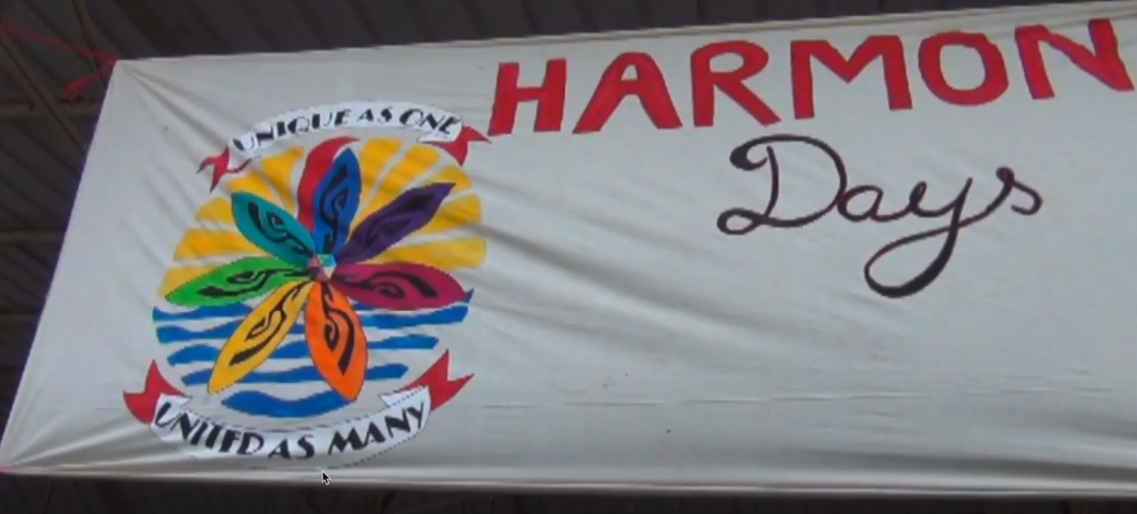 UNIQUE AS ONE
HARMON
Days
UNITED AS MANY